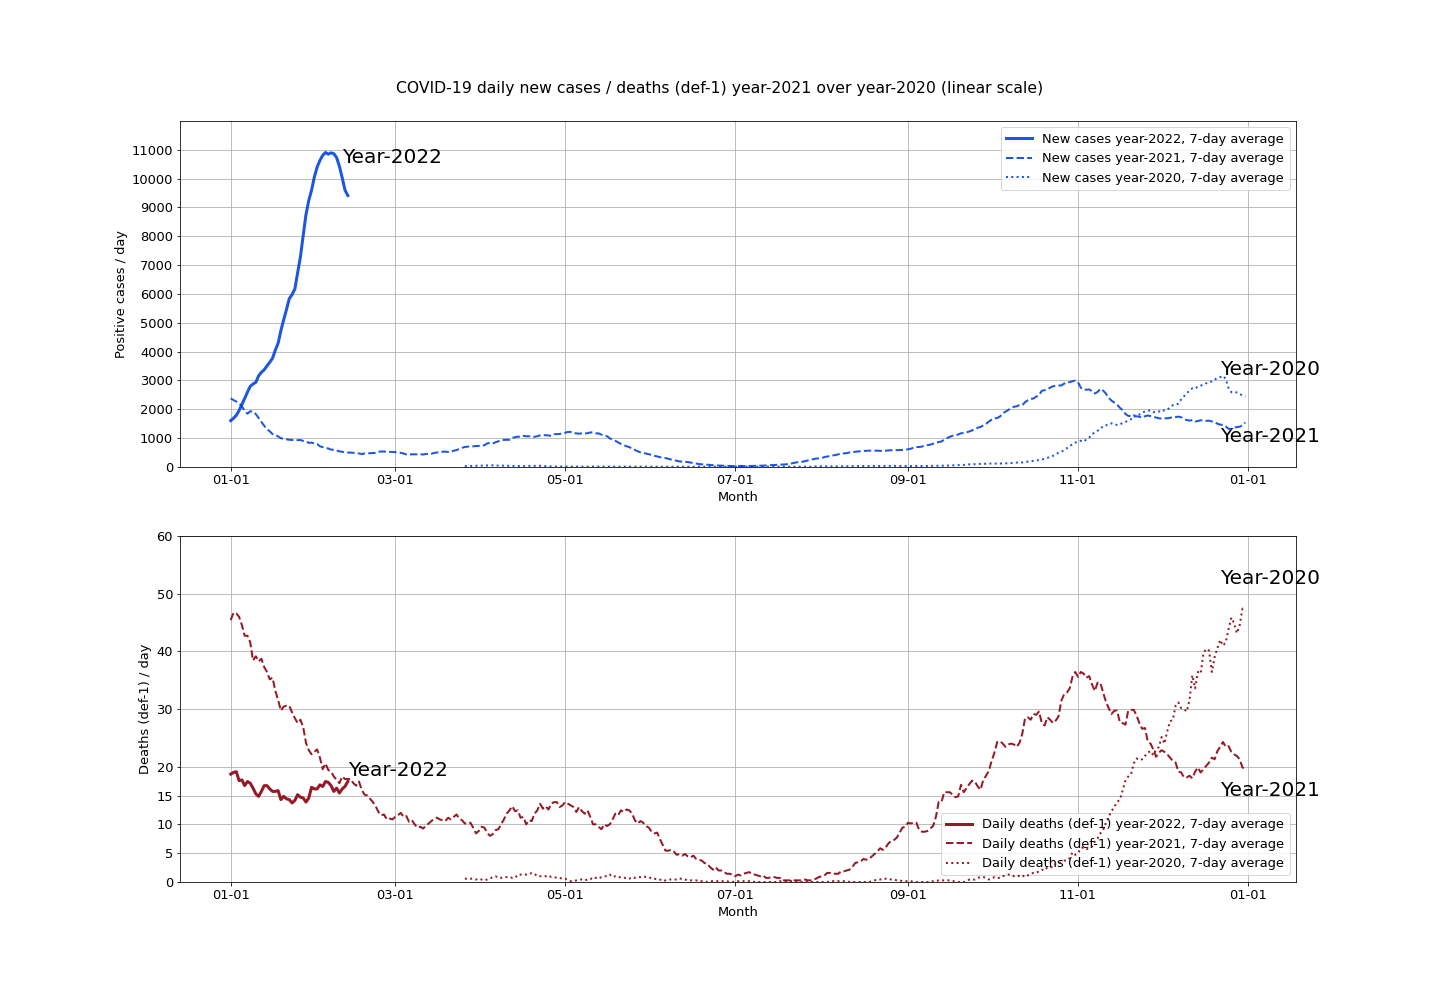 COVID-19 daily new cases / deaths (def-1) year-2021 over year-2020 (linear scale)
11000
10000
9000
8000
7000
6000
5000
4000
3000
2000
1000
0
Positive cases / day
Year-2022
New cases year-2022, 7-day average
New cases year-2021, 7-day average
New cases year-2020, 7-day average
Year-2020
Year-2021
01-01 03-01 05-01 07-01 09-01 11-01 01-01
Month
60
50
40
30
20
15
10
5
0
Deaths (def-1) / day
Year-2020
Year-2022
Year-2021
Daily deaths (def-1) year-2022, 7-day average
Daily deaths (def-1) year-2021, 7-day average
Daily deaths (def-1) year-2020, 7-day average
01-01 03-01 05-01 07-01 09-01 11-01 01-01
Month